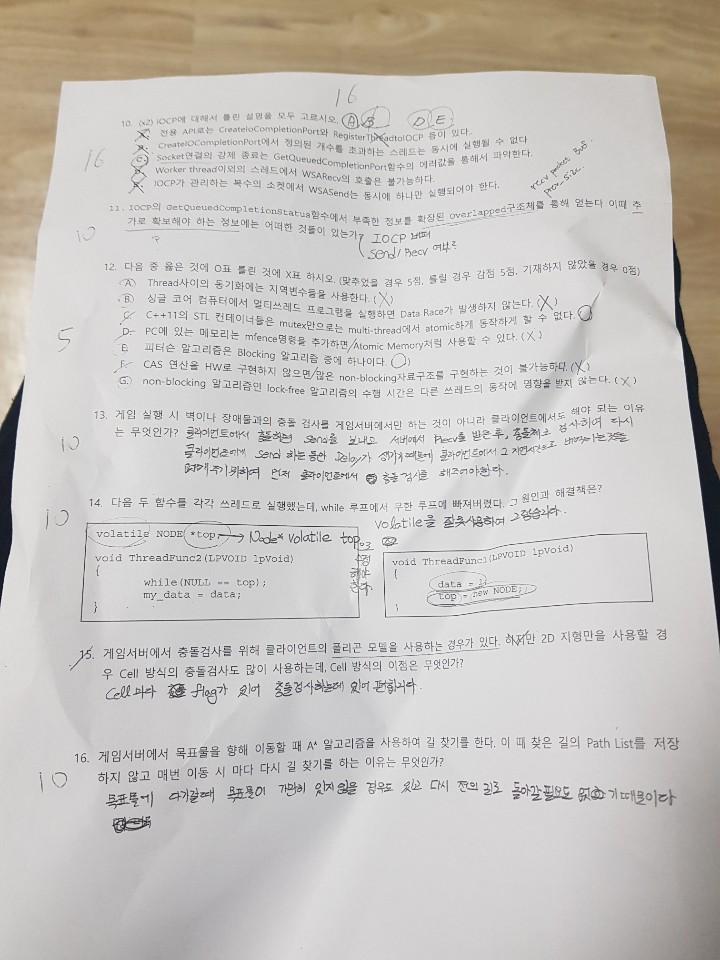 16
10. (x2) IOCP에 대해서 틀린 설명을 모두 고르시오. A B D E
A. 전용 API로는 CreateIoCompletionPort와 RegisterThreadtoIOCP 등이 있다.
B. CreateIOCompletionPort에서 정의된 개수를 초과하는 스레드는 동시에 실행될 수 없다
16 C. Socket연결의 강제 종료는 GetQueuedCompletionPort함수의 에러값을 통해서 파악한다.
D. Worker thread이외의 스레드에서 WSARecv의 호출은 불가능하다.
E. IOCP가 관리하는 복수의 소켓에서 WSASend는 동시에 하나만 실행되어야 한다.
recv packet
11. IOCP의 GetQueuedCompletionStatus함수에서 부족한 정보를 확장된 overlapped구조체를 통해 얻는다 이때 추
10 가로 확보해야 하는 정보에는 어떠한 것들이 있는가? IOCP 버퍼
send/Recv 여부
12. 다음 중 옳은 것에 O표 틀린 것에 X표 하시오. (맞추었을 경우 5점, 틀릴 경우 감점 5점, 기재하지 않았을 경우 0점)
A Thread사이의 동기화에는 지역변수들을 사용한다. (X)
B. 싱글 코어 컴퓨터에서 멀티쓰레드 프로그램을 실행하면 Data Race가 발생하지 않는다. (X)
C. C++11의 STL 컨테이너들은 mutex만으로는 multi-thread에서 atomic하게 동작하게 할 수 없다. O
5 D. PC에 있는 메모리는 mfence명령을 추가하면 Atomic Memory처럼 사용할 수 있다. (X)
E 피터슨 알고리즘은 Blocking 알고리즘 중에 하나이다. (O)
F. CAS 연산을 HW로 구현하지 않으면 많은 non-blocking자료구조를 구현하는 것이 불가능하다. (X)
G. non-blocking 알고리즘인 lock-free 알고리즘의 수행 시간은 다른 쓰레드의 동작에 영향을 받지 않는다. (X)
13. 게임 실행 시 벽이나 장애물과의 충돌 검사를 게임서버에서만 하는 것이 아니라 클라이언트에서도 해야 되는 이유
10 는 무엇인가? 클라이언트에서 충돌하면 Send를 보내고 서버에서 Recv를 받은 후, 충돌체크 검사하여 다시
클라이언트에게 Send 하는 동안 Delay가 생기기 때문에 클라이언트에서 그 지연시간으로
먼저 클라이언트에서 충돌 검사를 해주어야한다.
10 14. 다음 두 함수를 각각 쓰레드로 실행했는데, while 루프에서 무한 루프에 빠져버렸다. 그 원인과 해결책은?
volatile을 잘못사용하여 그렇습니다.
volatile NODE *top; → Node* volatile top 으로 수정 해야 한다.
void ThreadFunc2(LPVOID lpVoid)
{
while(NULL == top);
my_data = data;
}
void ThreadFunc1(LPVOID lpVoid)
{
data = 1;
top = new NODE;
}
15. 게임서버에서 충돌검사를 위해 클라이언트의 폴리곤 모델을 사용하는 경우가 있다. 하지만 2D 지형만을 사용할 경
우 Cell 방식의 충돌검사도 많이 사용하는데, Cell 방식의 이점은 무엇인가?
Cell 마다 flag가 있어 충돌검사하는데 있어 편합니다.
16. 게임서버에서 목표물을 향해 이동할 때 A* 알고리즘을 사용하여 길 찾기를 한다. 이 때 찾은 길의 Path List를 저장
10 하지 않고 매번 이동 시 마다 다시 길 찾기를 하는 이유는 무엇인가?
목표물에 다가갈때 목표물이 가만히 있지 않을 경우도 있고 다시 전의 길로 돌아갈 필요도 없기 때문이다